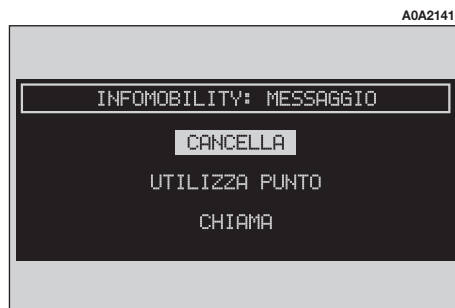 A0A2141
INFOMOBILITY: MESSAGGIO
CANCELLA
UTILIZZA PUNTO
CHIAMA